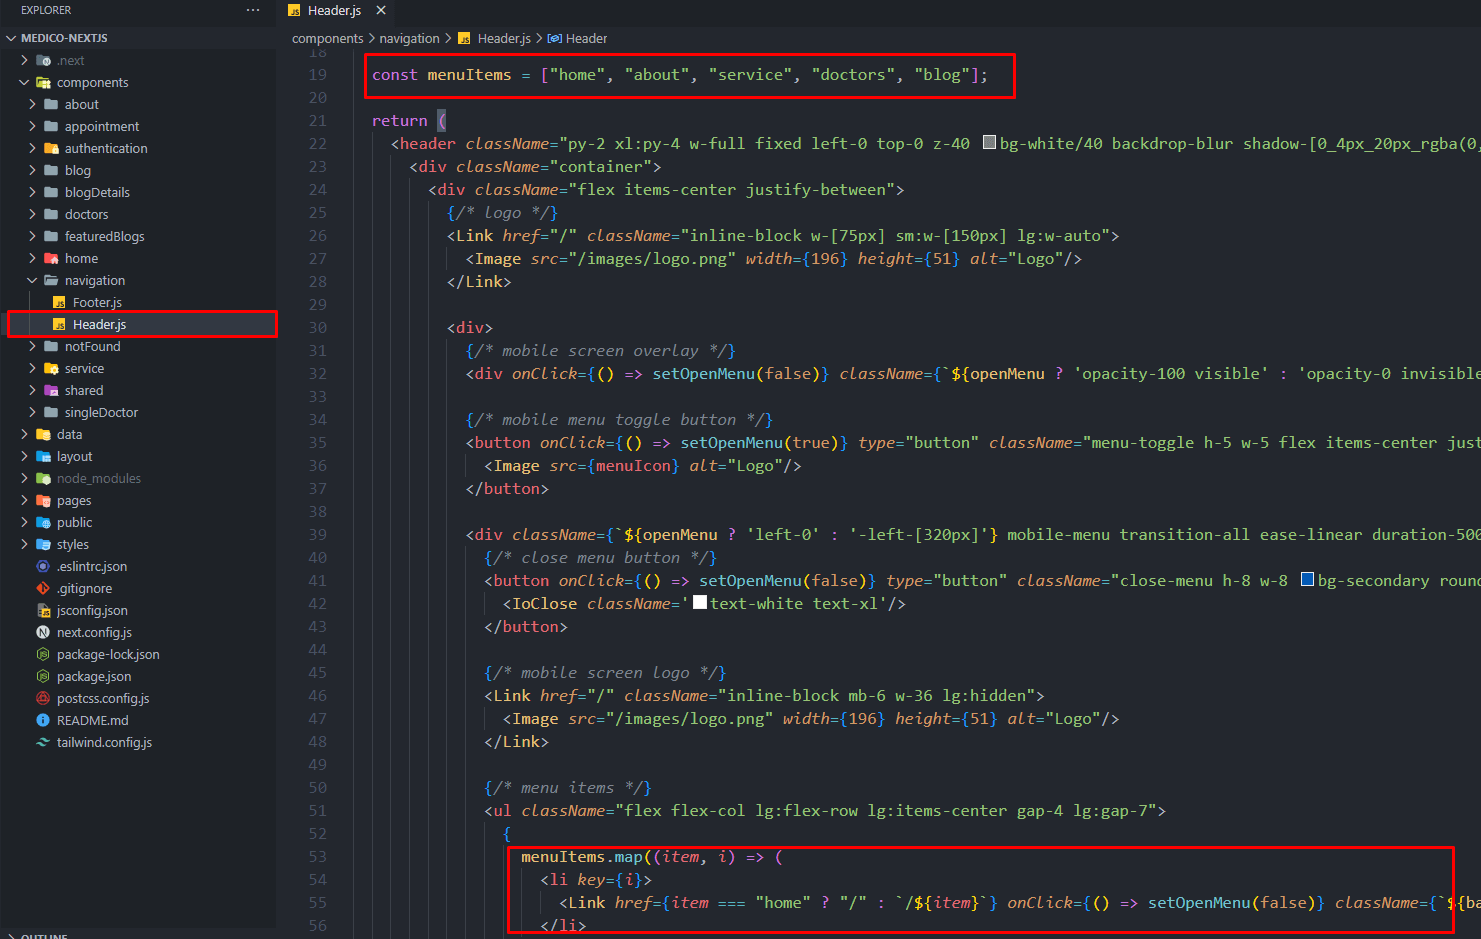 EXPLORER ...
MEDICO-NEXTJS
.next
components
about
appointment
authentication
blog
blogDetails
doctors
featuredBlogs
home
navigation
Footer.js
Header.js
notFound
service
shared
singleDoctor
data
layout
node_modules
pages
public
styles
.eslintrc.json
.gitignore
jsconfig.json
next.config.js
package-lock.json
package.json
postcss.config.js
README.md
tailwind.config.js
OUTLINE
JS Header.js ×
components > navigation > JS Header.js > Header
18
19 const menuItems = ["home", "about", "service", "doctors", "blog"];
20
21 return (
22 <header className="py-2 xl:py-4 w-full fixed left-0 top-0 z-40 bg-white/40 backdrop-blur shadow-[0_4px_20px_rgba(0,
23 <div className="container">
24 <div className="flex items-center justify-between">
25 {/* logo */}
26 <Link href="/" className="inline-block w-[75px] sm:w-[150px] lg:w-auto">
27 <Image src="/images/logo.png" width={196} height={51} alt="Logo"/>
28 </Link>
29
30 <div>
31 {/* mobile screen overlay */}
32 <div onClick={() => setOpenMenu(false)} className={`${openMenu ? 'opacity-100 visible' : 'opacity-0 invisible
33
34 {/* mobile menu toggle button */}
35 <button onClick={() => setOpenMenu(true)} type="button" className="menu-toggle h-5 w-5 flex items-center just
36 <Image src={menuIcon} alt="Logo"/>
37 </button>
38
39 <div className={`${openMenu ? 'left-0' : '-left-[320px]'} mobile-menu transition-all ease-linear duration-500
40 {/* close menu button */}
41 <button onClick={() => setOpenMenu(false)} type="button" className="close-menu h-8 w-8 bg-secondary roun
42 <IoClose className='text-white text-xl'/>
43 </button>
44
45 {/* mobile screen logo */}
46 <Link href="/" className="inline-block mb-6 w-36 lg:hidden">
47 <Image src="/images/logo.png" width={196} height={51} alt="Logo"/>
48 </Link>
49
50 {/* menu items */}
51 <ul className="flex flex-col lg:flex-row lg:items-center gap-4 lg:gap-7">
52 {
53 menuItems.map((item, i) => (
54 <li key={i}>
55 <Link href={item === "home" ? "/" : `/${item}`} onClick={() => setOpenMenu(false)} className={`${ba
56 </li>